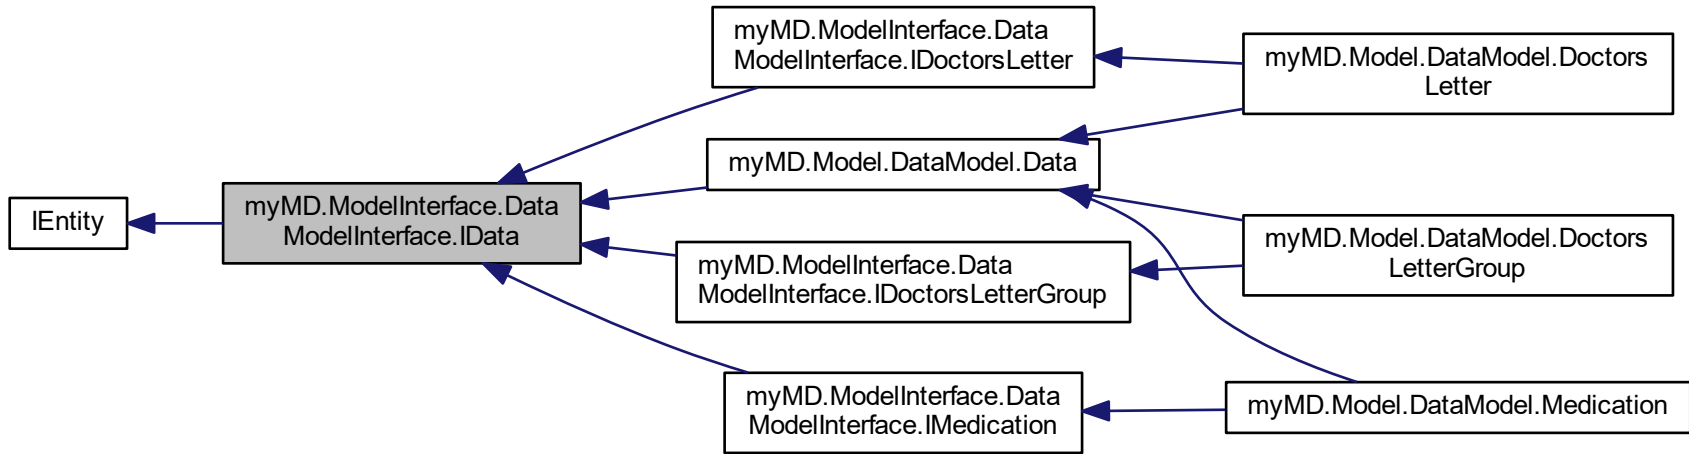 IEntity
myMD.ModelInterface.Data
ModelInterface.IData
myMD.ModelInterface.Data
ModelInterface.IDoctorsLetter
myMD.Model.DataModel.Data
myMD.ModelInterface.Data
ModelInterface.IDoctorsLetterGroup
myMD.ModelInterface.Data
ModelInterface.IMedication
myMD.Model.DataModel.Doctors
Letter
myMD.Model.DataModel.Doctors
LetterGroup
myMD.Model.DataModel.Medication